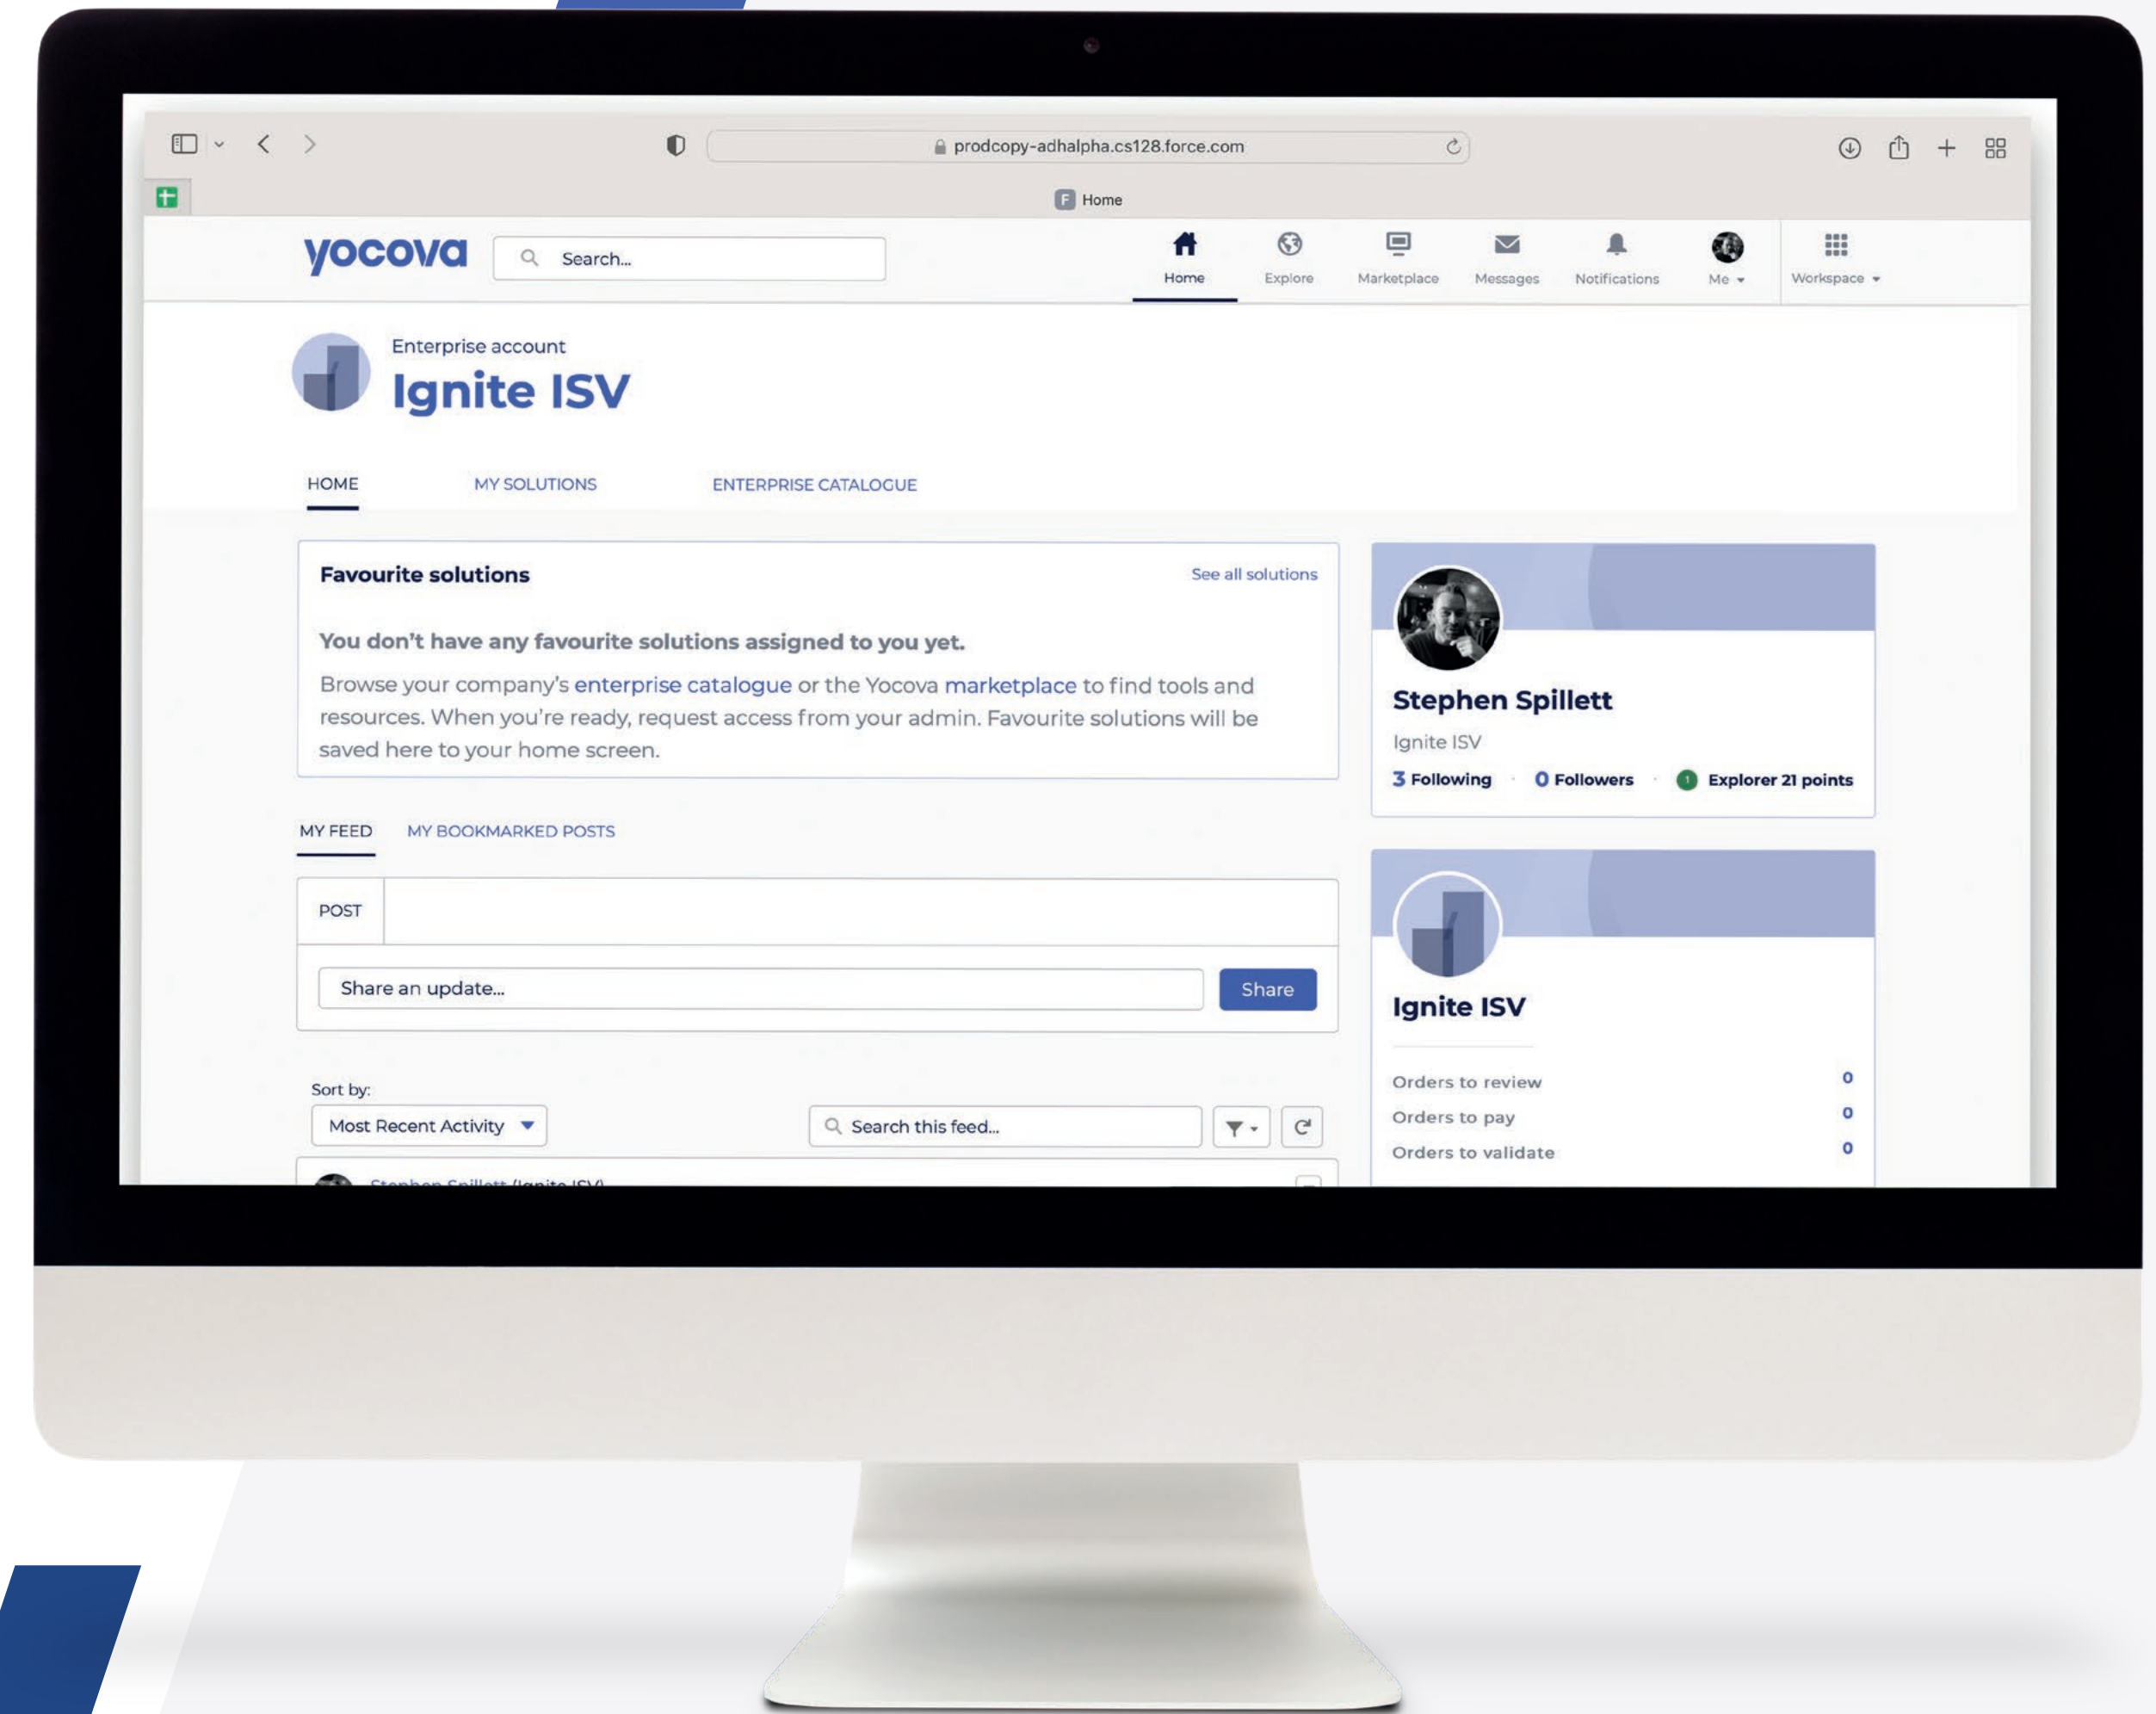 prodcopy-adhalpha.cs128.force.com
F Home
yocova
Search...
Home
Explore
Marketplace
Messages
Notifications
Me
Workspace
Enterprise account
Ignite ISV
HOME
MY SOLUTIONS
ENTERPRISE CATALOGUE
Favourite solutions
See all solutions
You don't have any favourite solutions assigned to you yet.
Browse your company's enterprise catalogue or the Yocova marketplace to find tools and
resources. When you're ready, request access from your admin. Favourite solutions will be
saved here to your home screen.
MY FEED
MY BOOKMARKED POSTS
POST
Share an update...
Share
Sort by:
Most Recent Activity
Search this feed...
Stephen Spillett (Ignite ISV)
Stephen Spillett
Ignite ISV
3 Following · 0 Followers · 1 Explorer 21 points
Ignite ISV
Orders to review 0
Orders to pay 0
Orders to validate 0